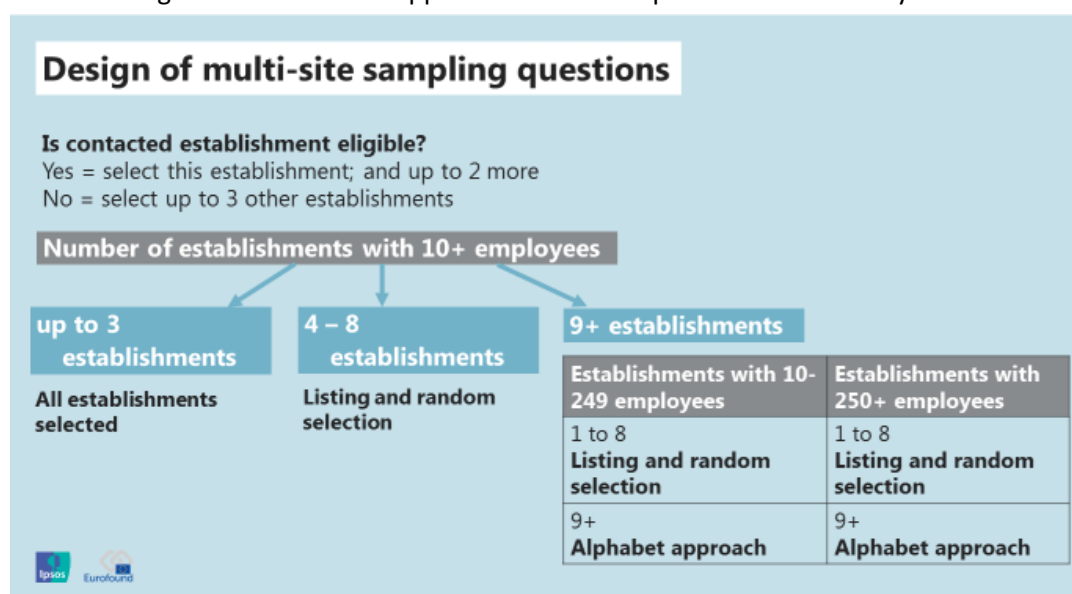 Design of multi-site sampling questions
Is contacted establishment eligible?
Yes = select this establishment; and up to 2 more
No = select up to 3 other establishments
Number of establishments with 10+ employees
up to 3
establishments
All establishments
selected
4 – 8
establishments
Listing and random
selection
9+ establishments
Establishments with 10-
249 employees
Establishments with
250+ employees
1 to 8
Listing and random
selection
1 to 8
Listing and random
selection
9+
Alphabet approach
9+
Alphabet approach
Ipsos
Eurofound